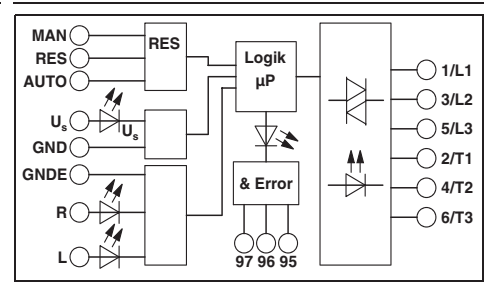 MAN
RES
AUTO
RES
Us
Us
GND
GNDE
R
L
Logik
µP
& Error
97 96 95
1/L1
3/L2
5/L3
2/T1
4/T2
6/T3